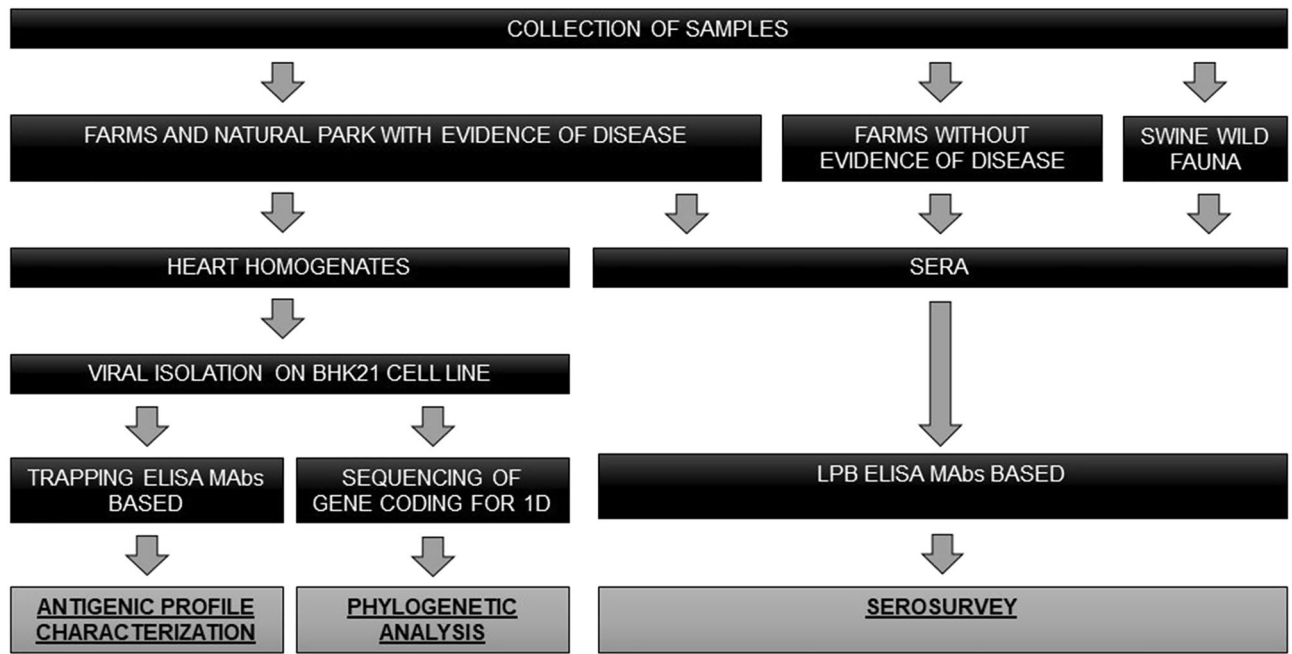 COLLECTION OF SAMPLES
FARMS AND NATURAL PARK WITH EVIDENCE OF DISEASE
FARMS WITHOUT
EVIDENCE OF DISEASE
SWINE WILD
FAUNA
HEART HOMOGENATES
SERA
VIRAL ISOLATION ON BHK21 CELL LINE
TRAPPING ELISA MAbs
BASED
SEQUENCING OF
GENE CODING FOR 1D
LPB ELISA MAbs BASED
ANTIGENIC PROFILE
CHARACTERIZATION
PHYLOGENETIC
ANALYSIS
SEROSURVEY